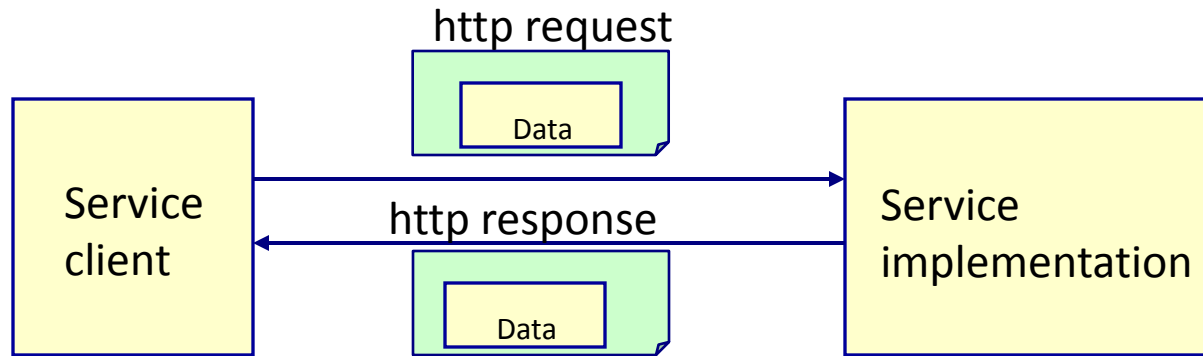 http request
Data
Service
client
http response
Service
implementation
Data